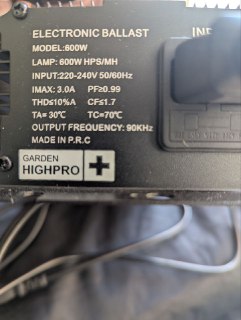 ELECTRONIC BALLAST
MODEL:600W
LAMP: 600W HPS/MH
INPUT:220-240V 50/60Hz
IMAX: 3.0A PF≥0.99
THD≤10%A CF≤1.7
TA= 30℃ TC=70℃
OUTPUT FREQUENCY: 90KHz
MADE IN P.R.C
GARDEN
HIGHPRO